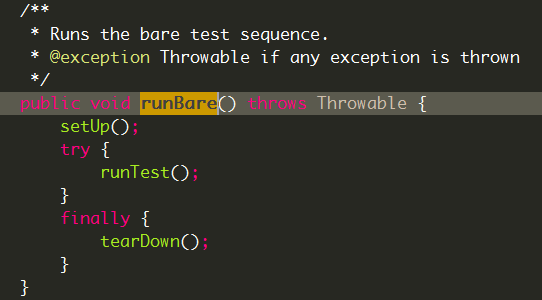 /**
 * Runs the bare test sequence.
 * @exception Throwable if any exception is thrown
 */
public void runBare() throws Throwable {
    setUp();
    try {
        runTest();
    }
    finally {
        tearDown();
    }
}